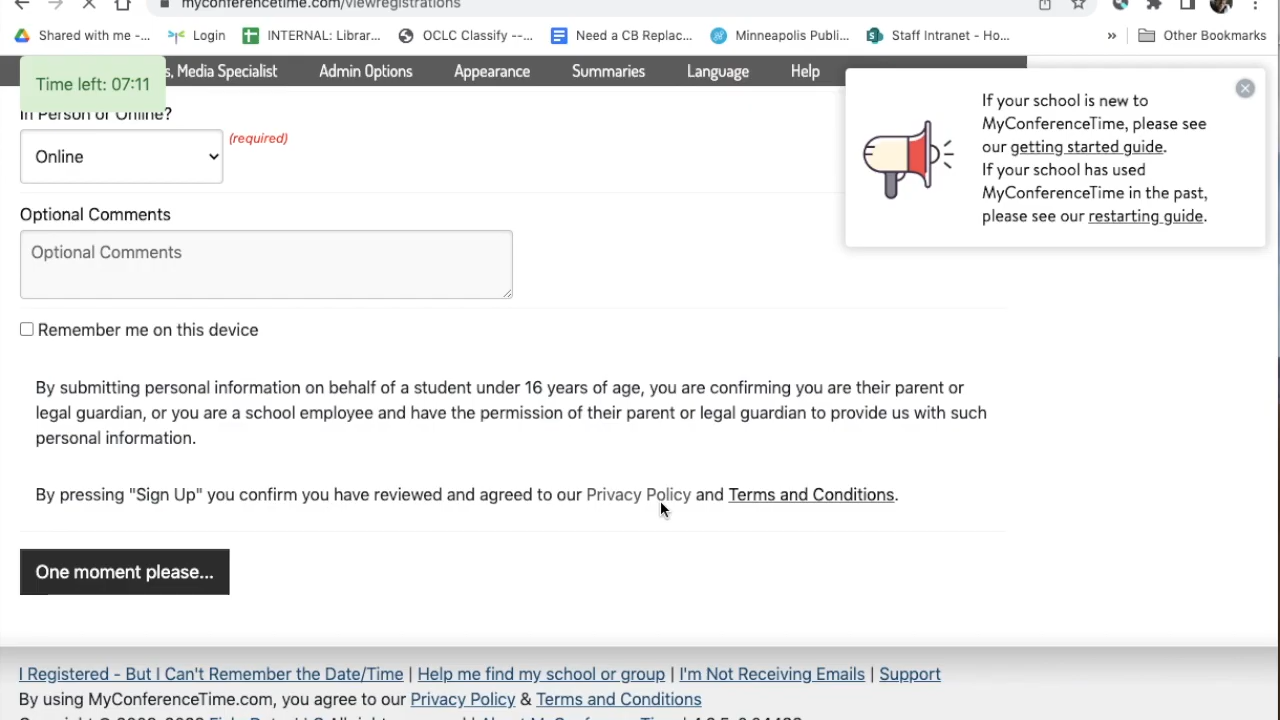 myconferencetime.com/viewregistrations
Shared with me -... Login INTERNAL: Librar... OCLC Classify --... Need a CB Replac... Minneapolis Publi... Staff Intranet - Ho... » Other Bookmarks
Time left: 07:11 s, Media Specialist Admin Options Appearance Summaries Language Help
In Person or Online?
Online (required)
If your school is new to
MyConferenceTime, please see
our getting started guide.
If your school has used
MyConferenceTime in the past,
please see our restarting guide.
Optional Comments
Optional Comments
Remember me on this device
By submitting personal information on behalf of a student under 16 years of age, you are confirming you are their parent or
legal guardian, or you are a school employee and have the permission of their parent or legal guardian to provide us with such
personal information.
By pressing "Sign Up" you confirm you have reviewed and agreed to our Privacy Policy and Terms and Conditions.
One moment please...
I Registered - But I Can't Remember the Date/Time | Help me find my school or group | I'm Not Receiving Emails | Support
By using MyConferenceTime.com, you agree to our Privacy Policy & Terms and Conditions